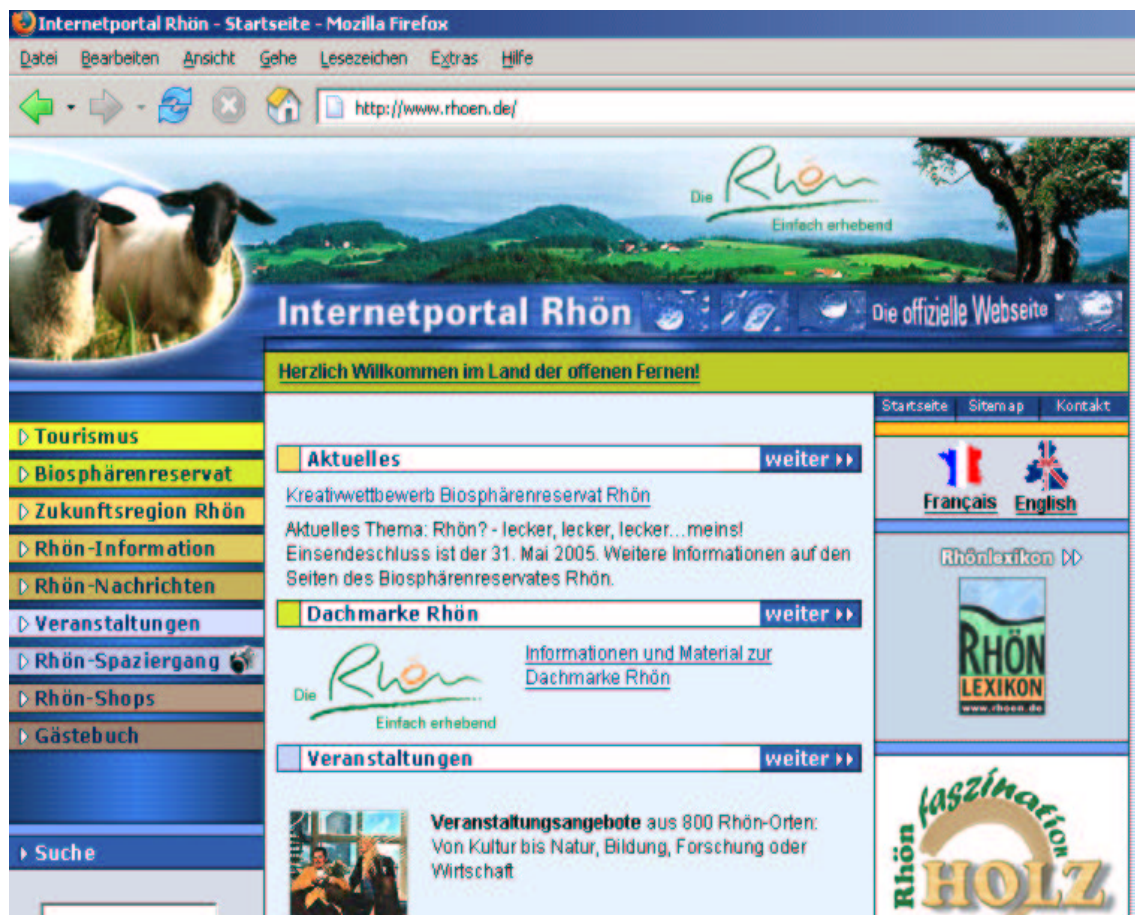 Internetportal Rhön - Startseite - Mozilla Firefox
Datei Bearbeiten Ansicht Gehe Lesezeichen Extras Hilfe
http://www.rhoen.de/
Die Rhön
Einfach erhebend
Internetportal Rhön Die offizielle Webseite
Herzlich Willkommen im Land der offenen Fernen!
Startseite Sitemap Kontakt
Tourismus
Biosphärenreservat
Zukunftsregion Rhön
Rhön-Information
Rhön-Nachrichten
Veranstaltungen
Rhön-Spaziergang
Rhön-Shops
Gästebuch
Suche
Aktuelles weiter
Kreativwettbewerb Biosphärenreservat Rhön
Aktuelles Thema: Rhön? - lecker, lecker, lecker...meins!
Einsendeschluss ist der 31. Mai 2005. Weitere Informationen auf den
Seiten des Biosphärenreservates Rhön.
Dachmarke Rhön weiter
Die Rhön
Einfach erhebend
Informationen und Material zur
Dachmarke Rhön
Veranstaltungen weiter
Veranstaltungsangebote aus 800 Rhön-Orten:
Von Kultur bis Natur, Bildung, Forschung oder
Wirtschaft
Français English
Rhönlexikon
RHÖN
LEXIKON
www.rhoen.de
Rhön
faszination
HOLZ